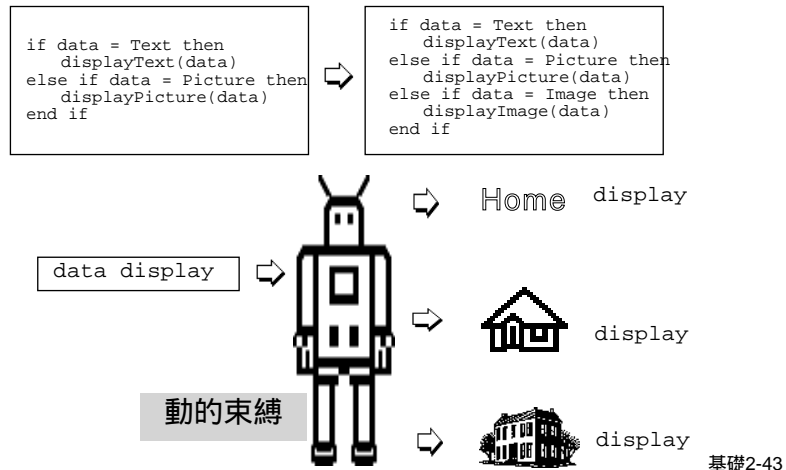 if data = Text then
displayText(data)
else if data = Picture then
displayPicture(data)
end if
if data = Text then
displayText(data)
else if data = Picture then
displayPicture(data)
else if data = Image then
displayImage(data)
end if
Home display
data display
display
動的束縛
display
基礎2-43